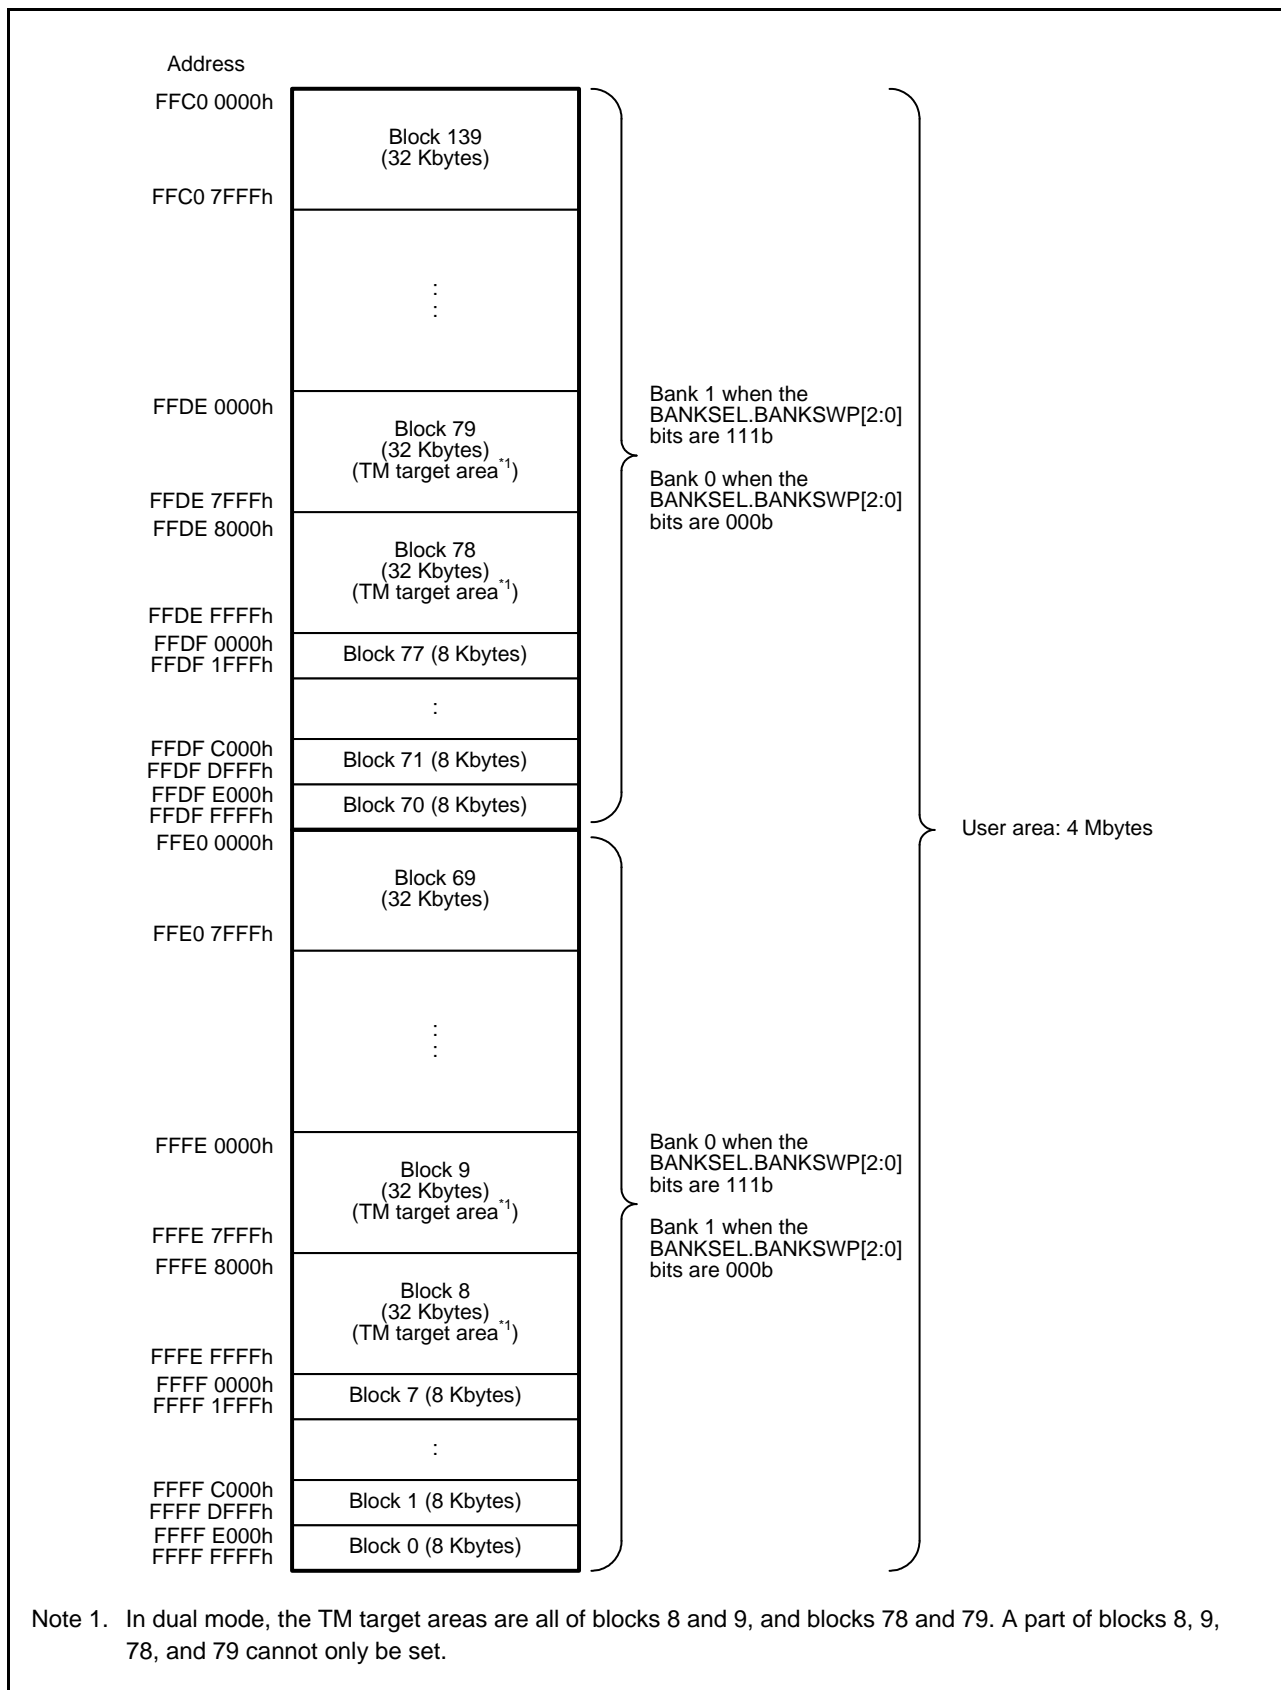 Address
FFC0 0000h
Block 139
(32 Kbytes)
FFC0 7FFFh
:
:
FFDE 0000h
Block 79
(32 Kbytes)
(TM target area*1)
FFDE 7FFFh
FFDE 8000h
Block 78
(32 Kbytes)
(TM target area*1)
FFDE FFFFh
FFDF 0000h
FFDF 1FFFh
Block 77 (8 Kbytes)
:
FFDF C000h
FFDF DFFFh
Block 71 (8 Kbytes)
FFDF E000h
FFDF FFFFh
Block 70 (8 Kbytes)
Bank 1 when the
BANKSEL.BANKSWP[2:0]
bits are 111b
Bank 0 when the
BANKSEL.BANKSWP[2:0]
bits are 000b
User area: 4 Mbytes
FFE0 0000h
Block 69
(32 Kbytes)
FFE0 7FFFh
:
:
FFFE 0000h
Block 9
(32 Kbytes)
(TM target area*1)
FFFE 7FFFh
FFFE 8000h
Block 8
(32 Kbytes)
(TM target area*1)
FFFE FFFFh
FFFF 0000h
FFFF 1FFFh
Block 7 (8 Kbytes)
:
FFFF C000h
FFFF DFFFh
Block 1 (8 Kbytes)
FFFF E000h
FFFF FFFFh
Block 0 (8 Kbytes)
Bank 0 when the
BANKSEL.BANKSWP[2:0]
bits are 111b
Bank 1 when the
BANKSEL.BANKSWP[2:0]
bits are 000b
Note 1. In dual mode, the TM target areas are all of blocks 8 and 9, and blocks 78 and 79. A part of blocks 8, 9,
78, and 79 cannot only be set.